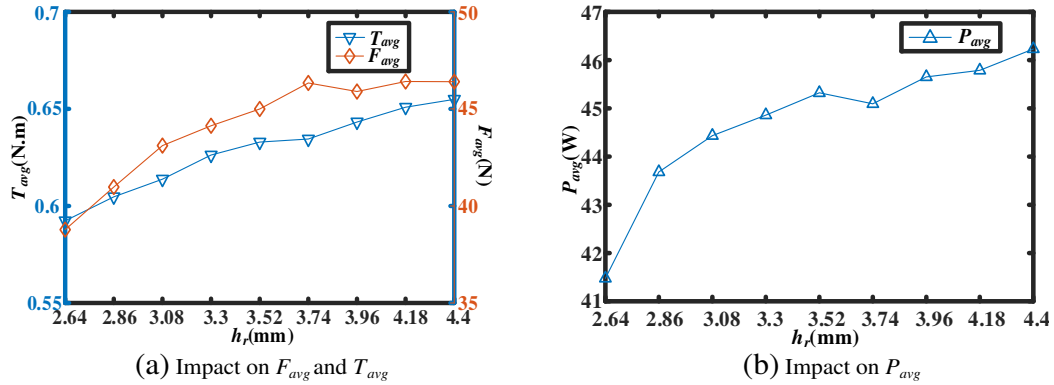 0.7
0.65
0.6
0.55
T_avg(N.m)
T_avg
F_avg
50
45
40
35
F_avg(N)
2.64 2.86 3.08 3.3 3.52 3.74 3.96 4.18 4.4
h_r(mm)
(a) Impact on F_avg and T_avg
47
46
45
44
43
42
41
P_avg(W)
P_avg
2.64 2.86 3.08 3.3 3.52 3.74 3.96 4.18 4.4
h_r(mm)
(b) Impact on P_avg